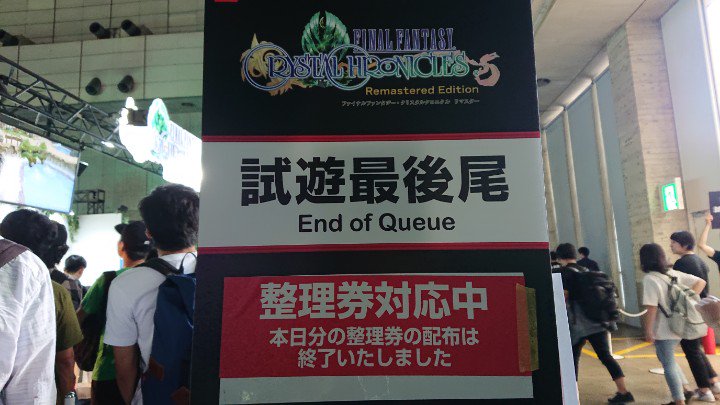 FINAL FANTASY
CRYSTAL CHRONICLES
Remastered Edition
ファイナルファンタジー・クリスタルクロニクル リマスター
試遊最後尾
End of Queue
整理券対応中
本日分の整理券の配布は
終了いたしました